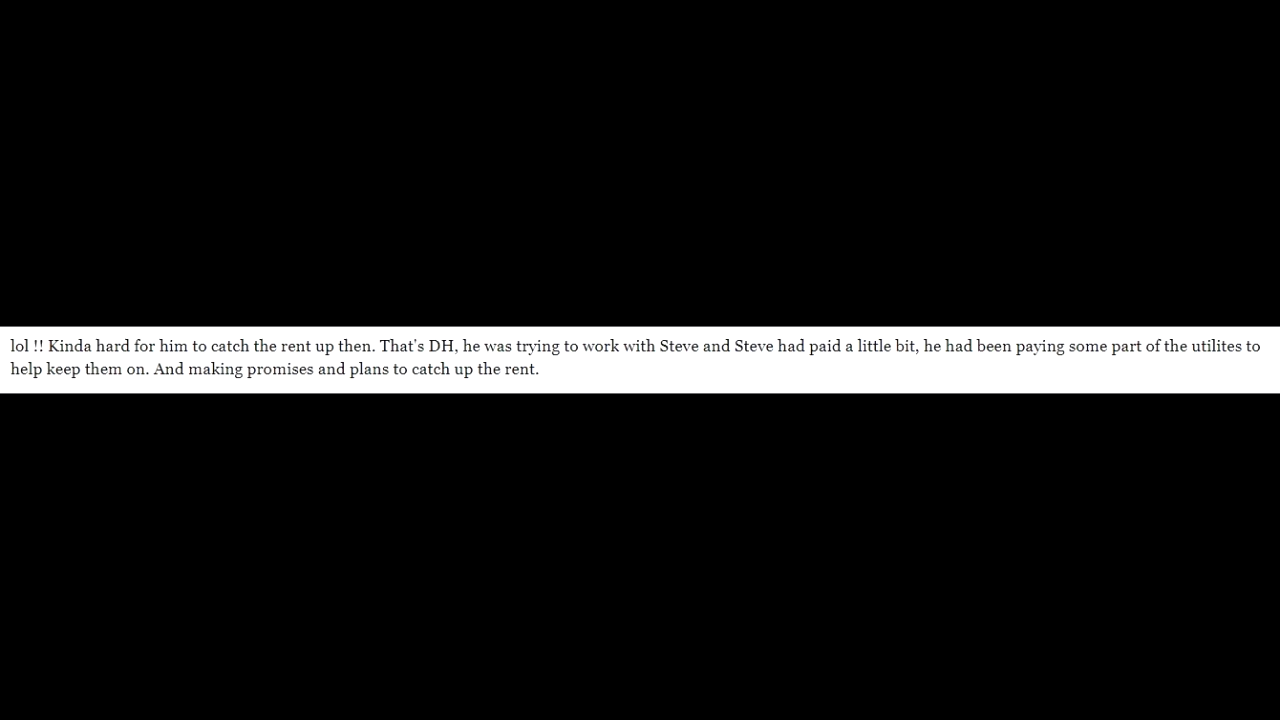 lol !! Kinda hard for him to catch the rent up then. That's DH, he was trying to work with Steve and Steve had paid a little bit, he had been paying some part of the utilites to
help keep them on. And making promises and plans to catch up the rent.